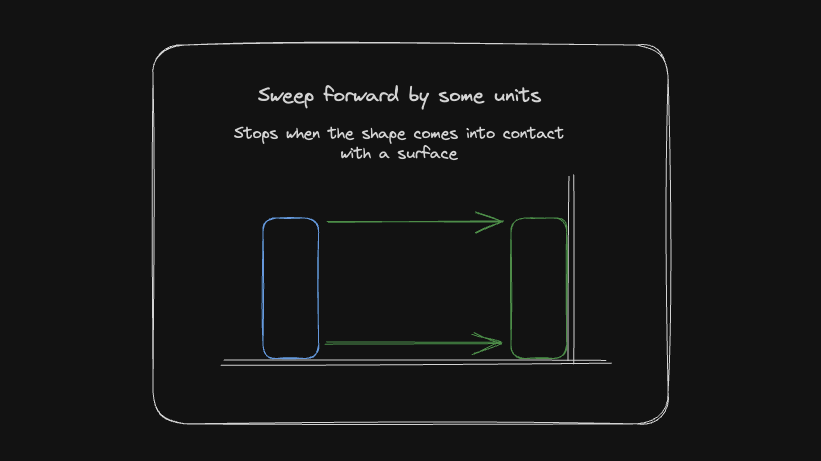 Sweep forward by some units
Stops when the shape comes into contact
with a surface